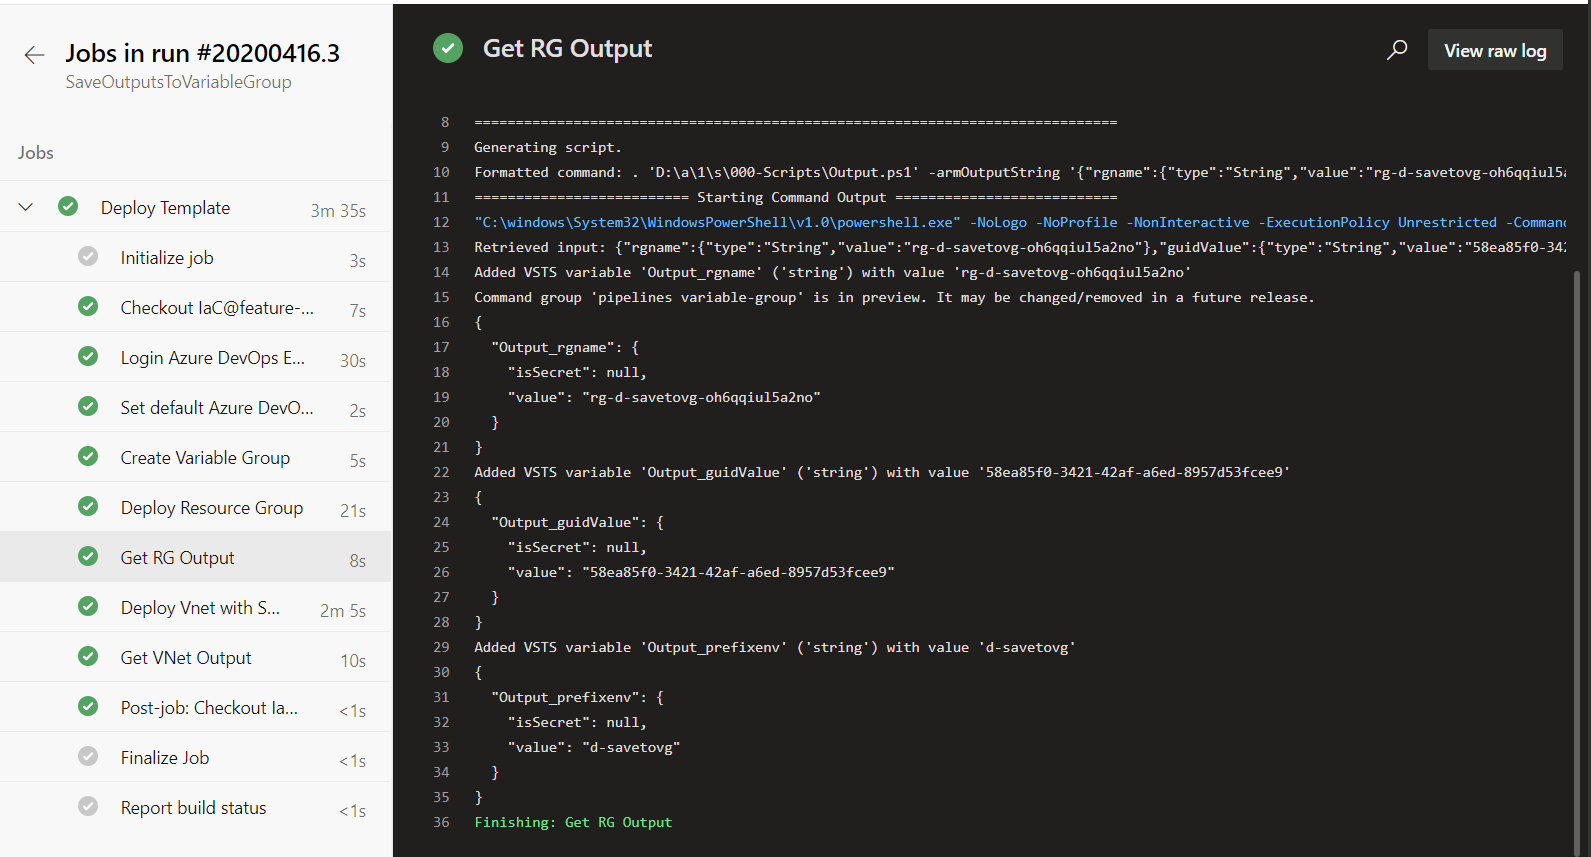 Jobs in run #20200416.3
SaveOutputsToVariableGroup
Jobs
Deploy Template 3m 35s
Initialize job 3s
Checkout IaC@feature-... 7s
Login Azure DevOps E... 30s
Set default Azure DevO... 2s
Create Variable Group 5s
Deploy Resource Group 21s
Get RG Output 8s
Deploy Vnet with S... 2m 5s
Get VNet Output 10s
Post-job: Checkout Ia... <1s
Finalize Job <1s
Report build status <1s
Get RG Output
View raw log
8 ==============================================================================
9 Generating script.
10 Formatted command: . 'D:\a\1\s\000-Scripts\Output.ps1' -armOutputString '{"rgname":{"type":"String","value":"rg-d-savetovg-oh6qqiul5a
11 ========================== Starting Command Output ===========================
12 "C:\windows\System32\WindowsPowerShell\v1.0\powershell.exe" -NoLogo -NoProfile -NonInteractive -ExecutionPolicy Unrestricted -Command
13 Retrieved input: {"rgname":{"type":"String","value":"rg-d-savetovg-oh6qqiul5a2no"},"guidValue":{"type":"String","value":"58ea85f0-342
14 Added VSTS variable 'Output_rgname' ('string') with value 'rg-d-savetovg-oh6qqiul5a2no'
15 Command group 'pipelines variable-group' is in preview. It may be changed/removed in a future release.
16 {
17 "Output_rgname": {
18 "isSecret": null,
19 "value": "rg-d-savetovg-oh6qqiul5a2no"
20 }
21 }
22 Added VSTS variable 'Output_guidValue' ('string') with value '58ea85f0-3421-42af-a6ed-8957d53fcee9'
23 {
24 "Output_guidValue": {
25 "isSecret": null,
26 "value": "58ea85f0-3421-42af-a6ed-8957d53fcee9"
27 }
28 }
29 Added VSTS variable 'Output_prefixenv' ('string') with value 'd-savetovg'
30 {
31 "Output_prefixenv": {
32 "isSecret": null,
33 "value": "d-savetovg"
34 }
35 }
36 Finishing: Get RG Output